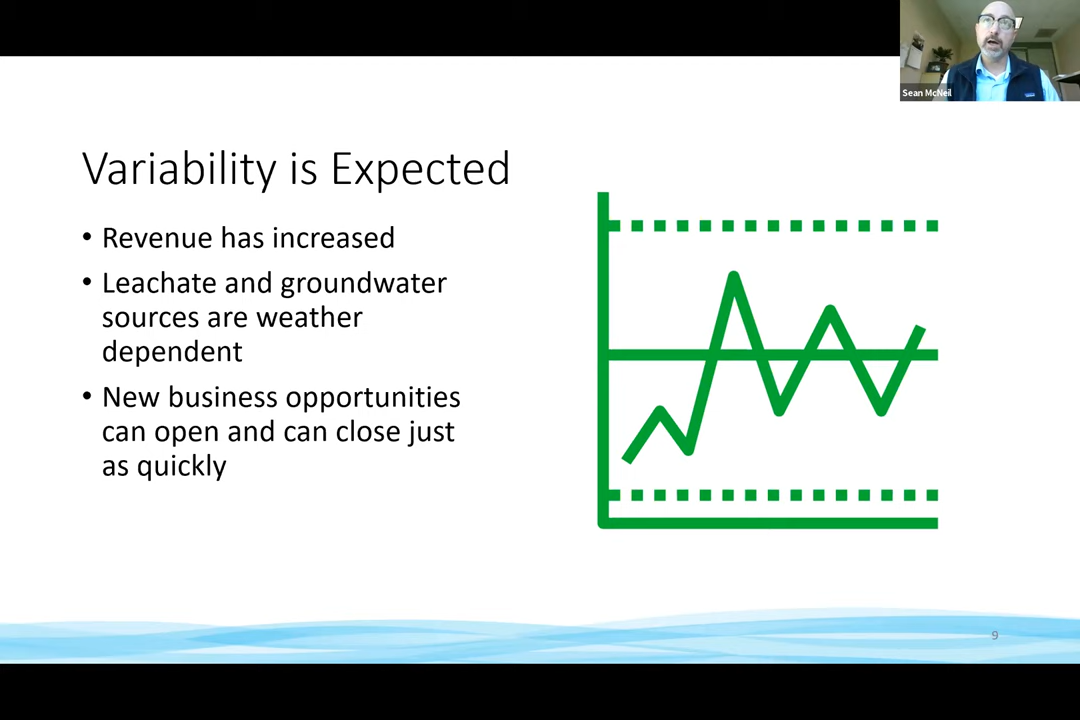 Sean McNeil
Variability is Expected
• Revenue has increased
• Leachate and groundwater
sources are weather
dependent
• New business opportunities
can open and can close just
as quickly
9